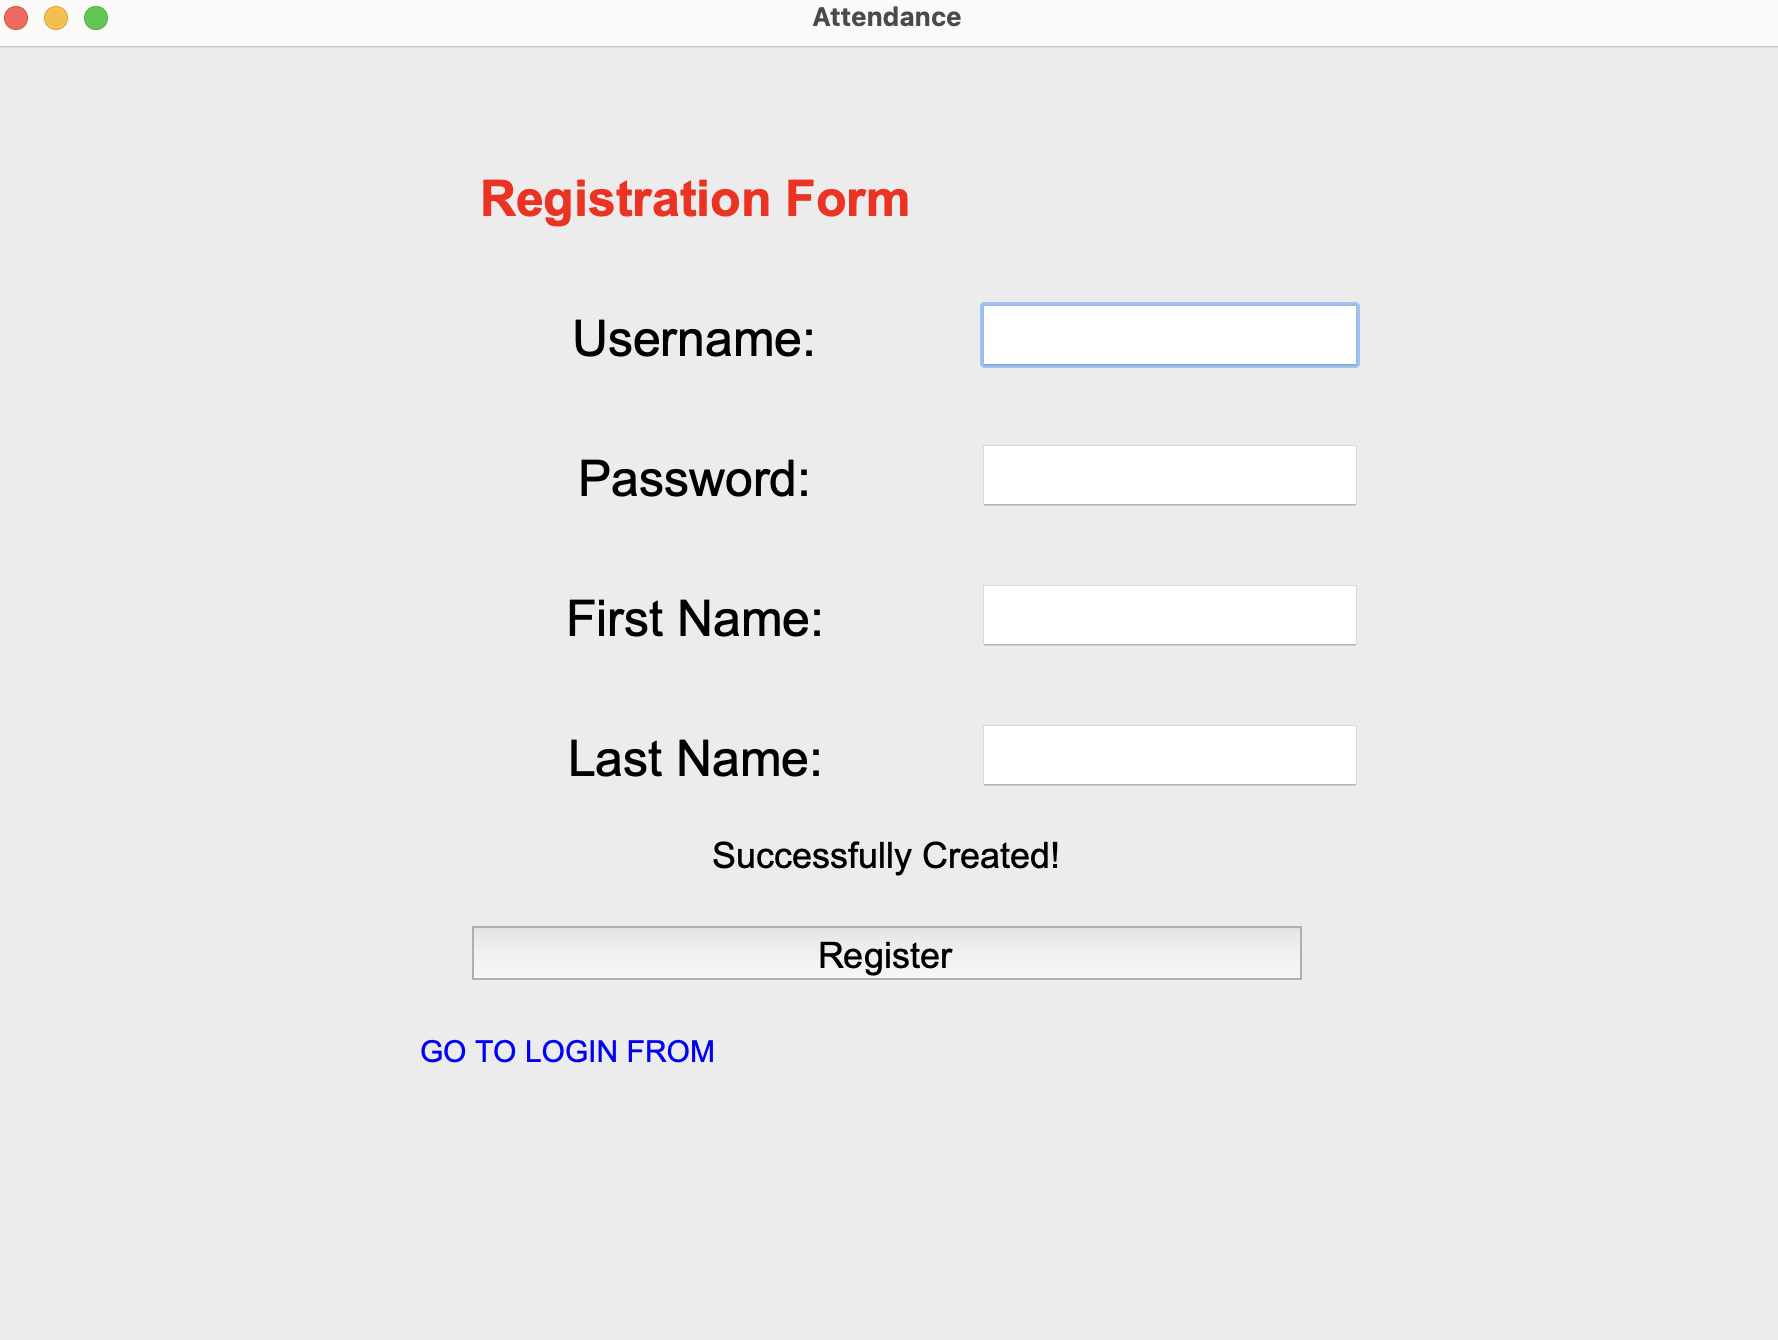 Attendance
Registration Form
Username:
Password:
First Name:
Last Name:
Successfully Created!
Register
GO TO LOGIN FROM